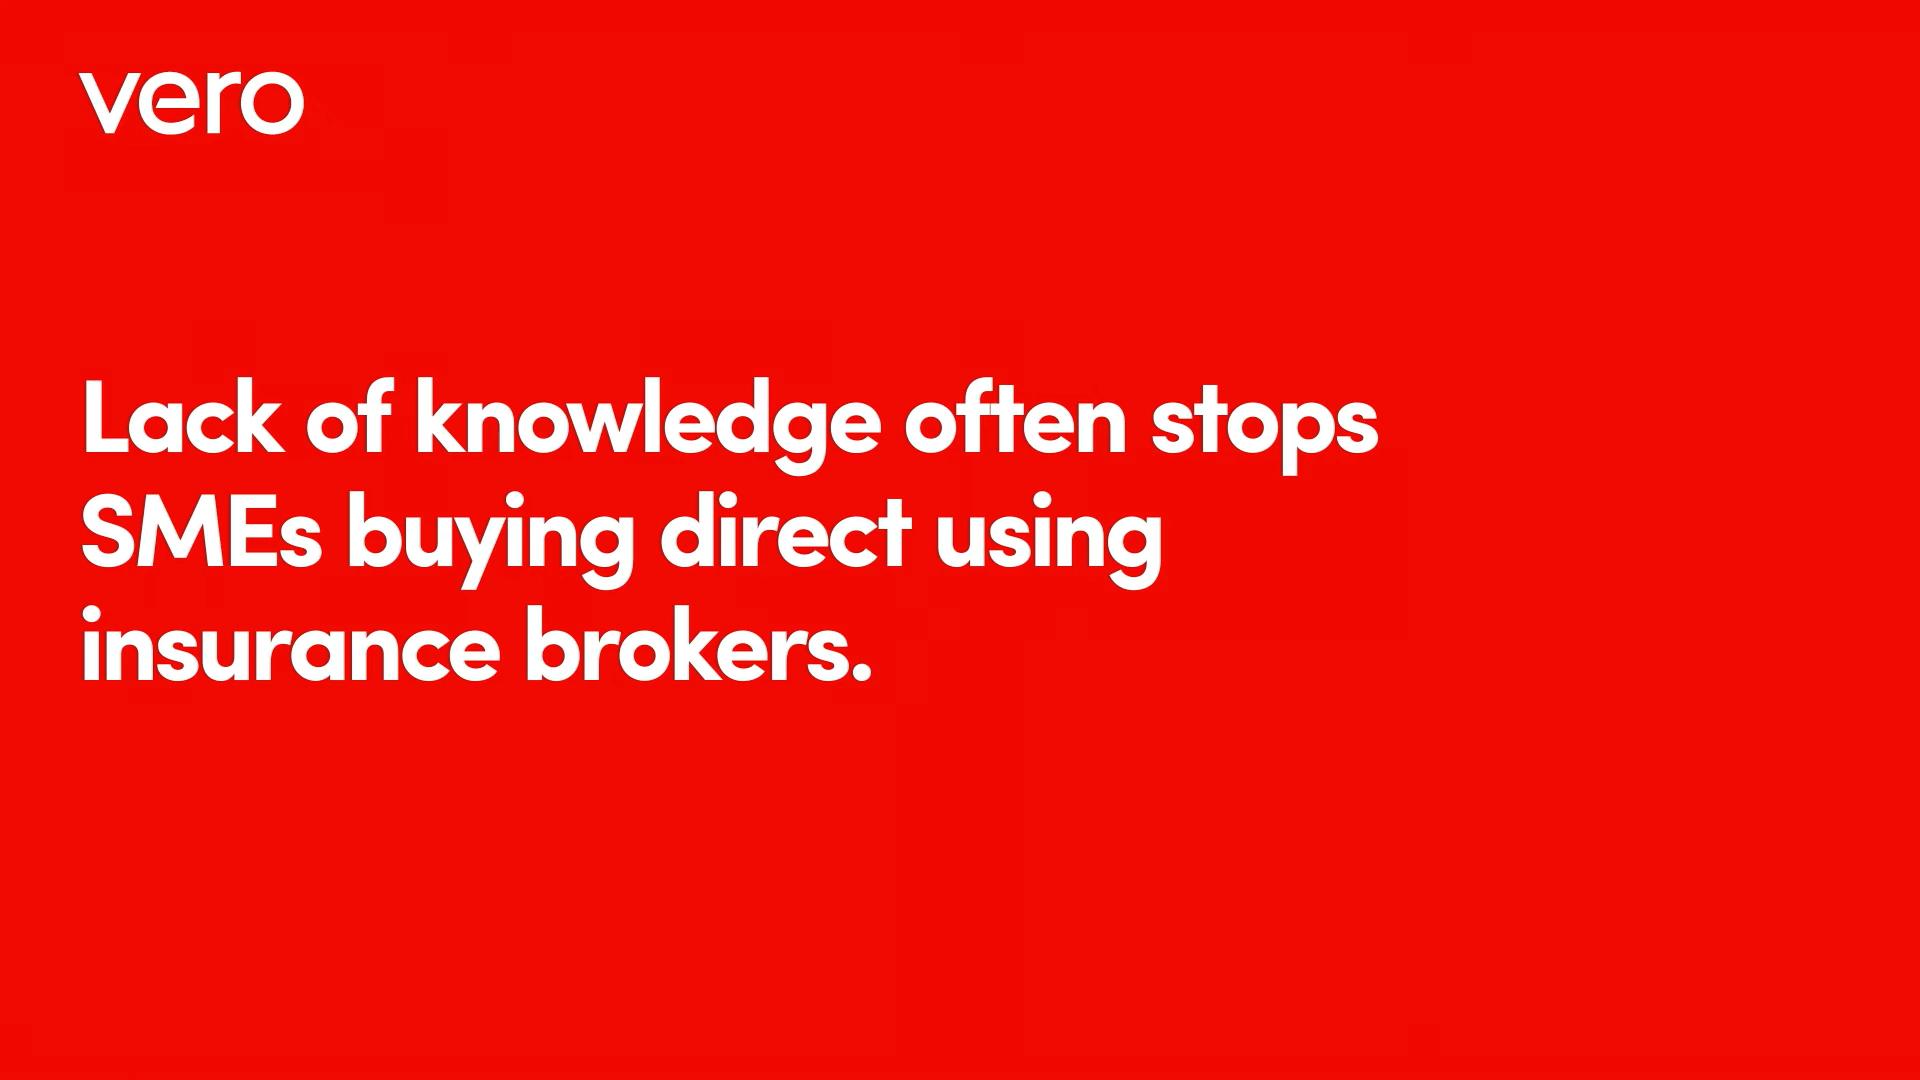 vero
Lack of knowledge often stops
SMEs buying direct using
insurance brokers.